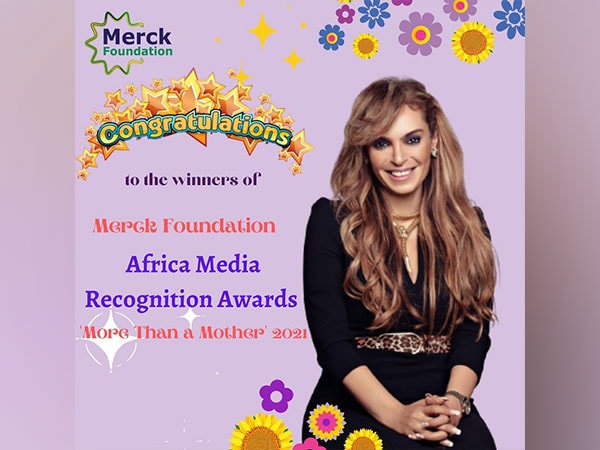 Merck
Foundation
Congratulations
to the winners of
Merck Foundation
Africa Media
Recognition Awards
'More Than a Mother' 2021